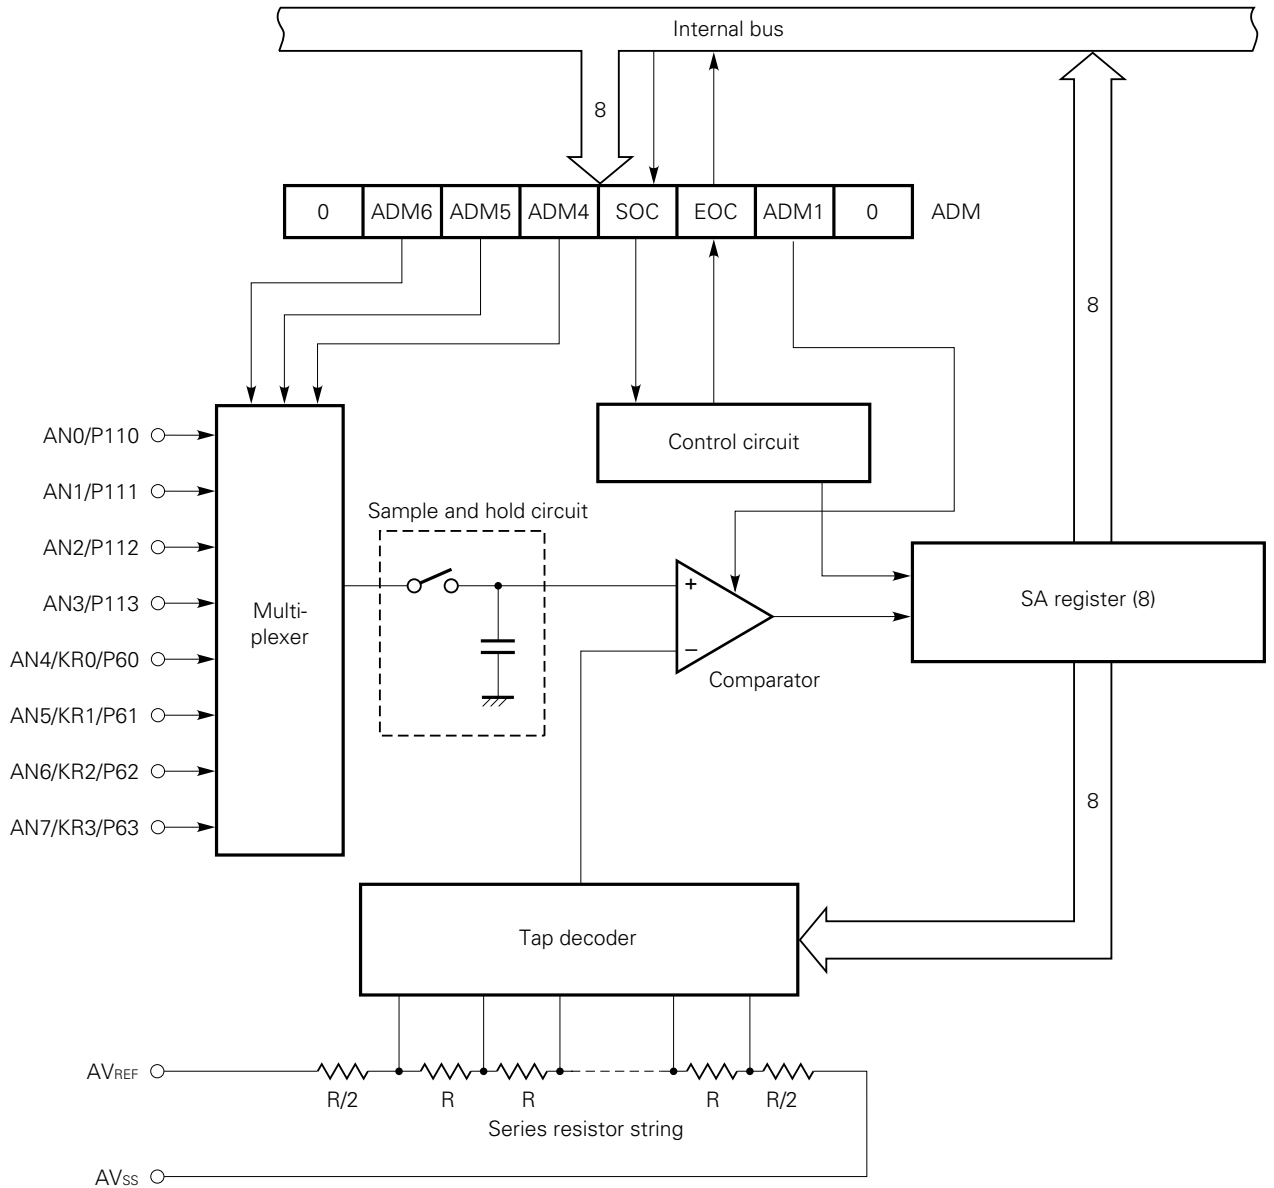 Internal bus
8
0 ADM6 ADM5 ADM4 SOC EOC ADM1 0 ADM
8
AN0/P110
Control circuit
AN1/P111
Sample and hold circuit
AN2/P112
AN3/P113
Multi-
plexer
+
−
SA register (8)
AN4/KR0/P60
Comparator
AN5/KR1/P61
AN6/KR2/P62
AN7/KR3/P63
8
Tap decoder
AVREF
R/2 R R R R/2
Series resistor string
AVSS